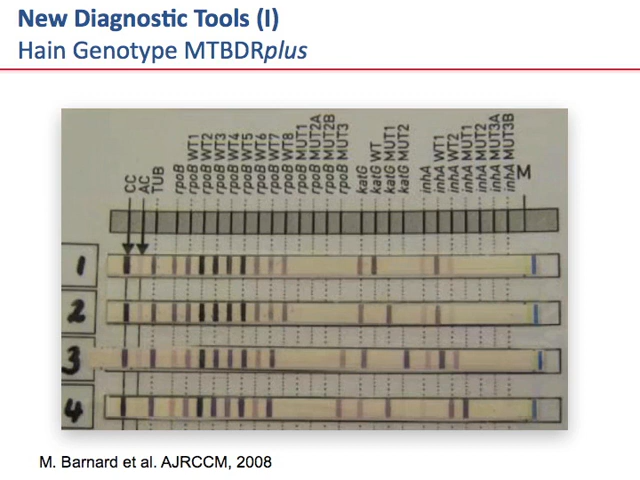 New Diagnostic Tools (I)
Hain Genotype MTBDRplus
CC
AC
TUB
rpoB
rpoB WT1
rpoB WT2
rpoB WT3
rpoB WT4
rpoB WT5
rpoB WT6
rpoB WT7
rpoB WT8
rpoB MUT1
rpoB MUT2A
rpoB MUT2B
rpoB MUT3
katG
katG WT
katG MUT1
katG MUT2
inhA
inhA WT1
inhA WT2
inhA MUT1
inhA MUT2
inhA MUT3A
inhA MUT3B
M
1
2
3
4
M. Barnard et al. AJRCCM, 2008